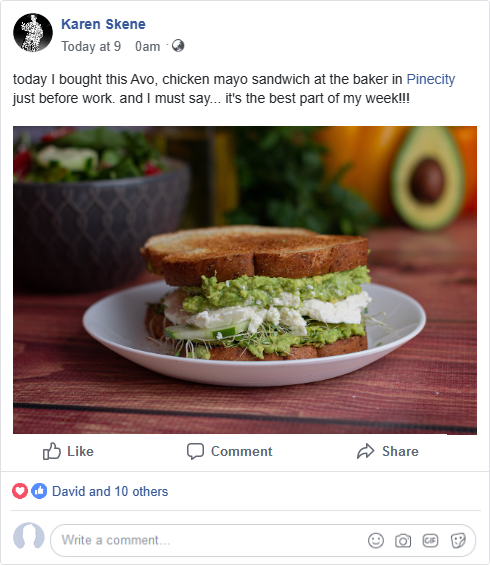 Karen Skene
Today at 9 0am ·
today I bought this Avo, chicken mayo sandwich at the baker in Pinecity
just before work. and I must say... it's the best part of my week!!!
Like Comment Share
David and 10 others
Write a comment...
GIF